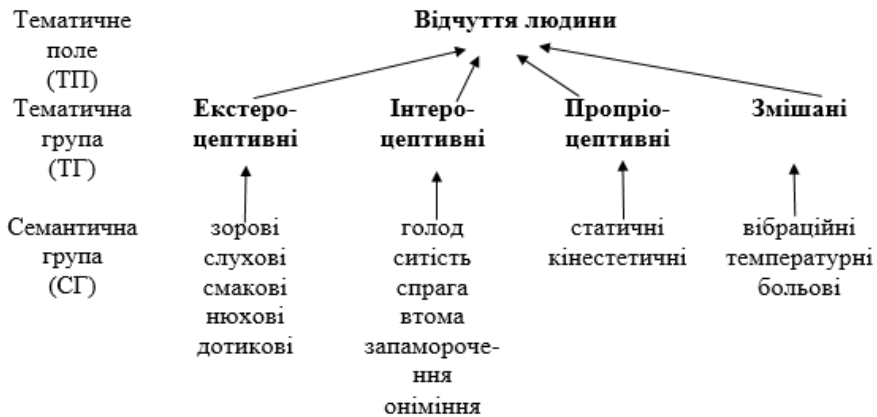 Тематичне
поле
(ТП)
Відчуття людини
Тематична
група
(ТГ)
Екстеро-
цептивні
Інтеро-
цептивні
Пропріо-
цептивні
Змішані
Семантична
група
(СГ)
зорові
слухові
смакові
нюхові
дотикові
голод
ситість
спрага
втома
запамороче-
ння
оніміння
статичні
кінестетичні
вібраційні
температурні
больові